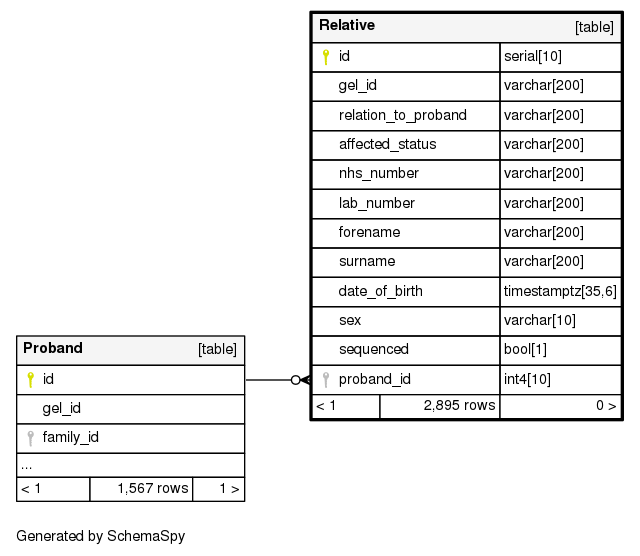 Relative [table]
id serial[10]
gel_id varchar[200]
relation_to_proband varchar[200]
affected_status varchar[200]
nhs_number varchar[200]
lab_number varchar[200]
forename varchar[200]
surname varchar[200]
date_of_birth timestamptz[35,6]
sex varchar[10]
sequenced bool[1]
proband_id int4[10]
< 1 2,895 rows 0 >
Proband [table]
id
gel_id
family_id
...
< 1 1,567 rows 1 >
Generated by SchemaSpy